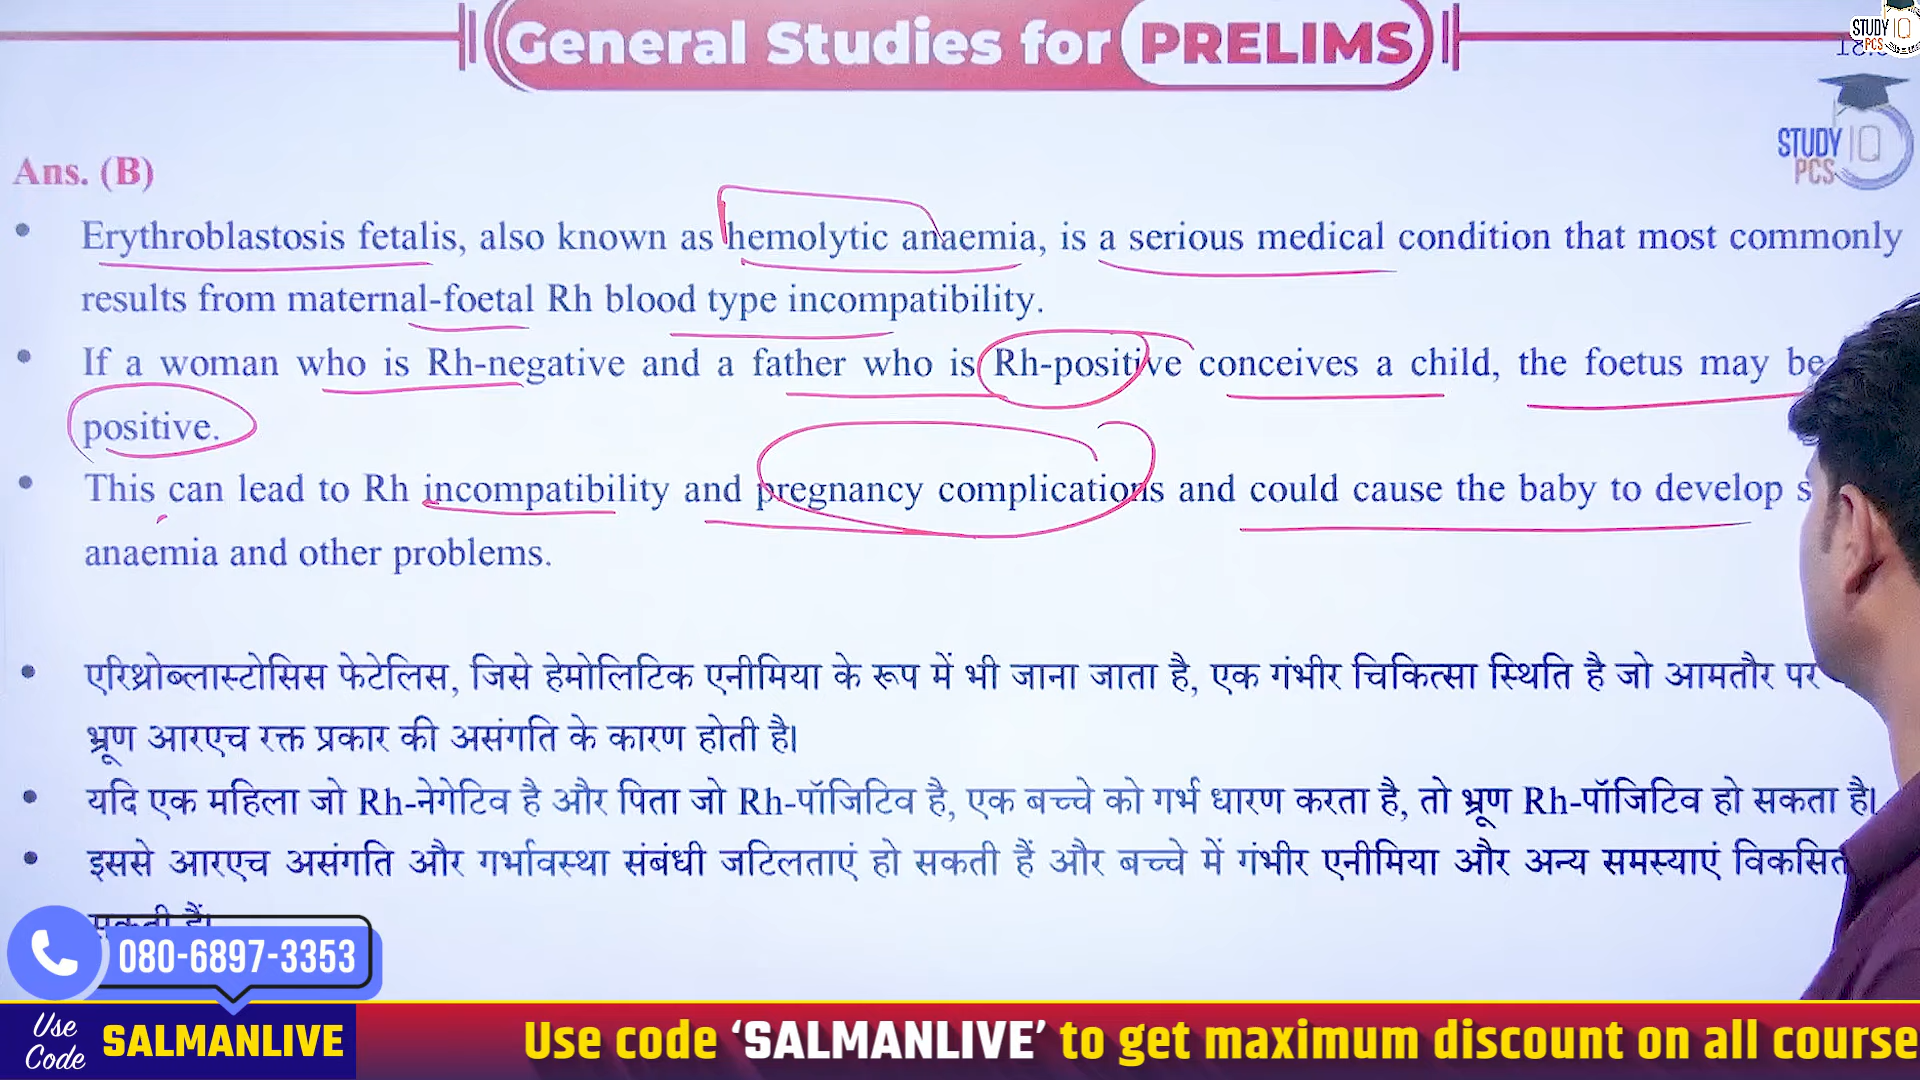 General Studies for PRELIMS
STUDY IQ
PCS
STUDY IQ
PCS
Ans. (B)
• Erythroblastosis fetalis, also known as hemolytic anaemia, is a serious medical condition that most commonly
results from maternal-foetal Rh blood type incompatibility.
• If a woman who is Rh-negative and a father who is Rh-positive conceives a child, the foetus may be
positive.
• This can lead to Rh incompatibility and pregnancy complications and could cause the baby to develop
anaemia and other problems.
• एरिथ्रोब्लास्टोसिस फेटेलिस, जिसे हेमोलिटिक एनीमिया के रूप में भी जाना जाता है, एक गंभीर चिकित्सा स्थिति है जो आमतौर पर
भ्रूण आरएच रक्त प्रकार की असंगति के कारण होती है।
• यदि एक महिला जो Rh-नेगेटिव है और पिता जो Rh-पॉजिटिव है, एक बच्चे को गर्भ धारण करता है, तो भ्रूण Rh-पॉजिटिव हो सकता है।
• इससे आरएच असंगति और गर्भावस्था संबंधी जटिलताएं हो सकती हैं और बच्चे में गंभीर एनीमिया और अन्य समस्याएं विकसित
080-6897-3353
Use
Code
SALMANLIVE
Use code ‘SALMANLIVE’ to get maximum discount on all course